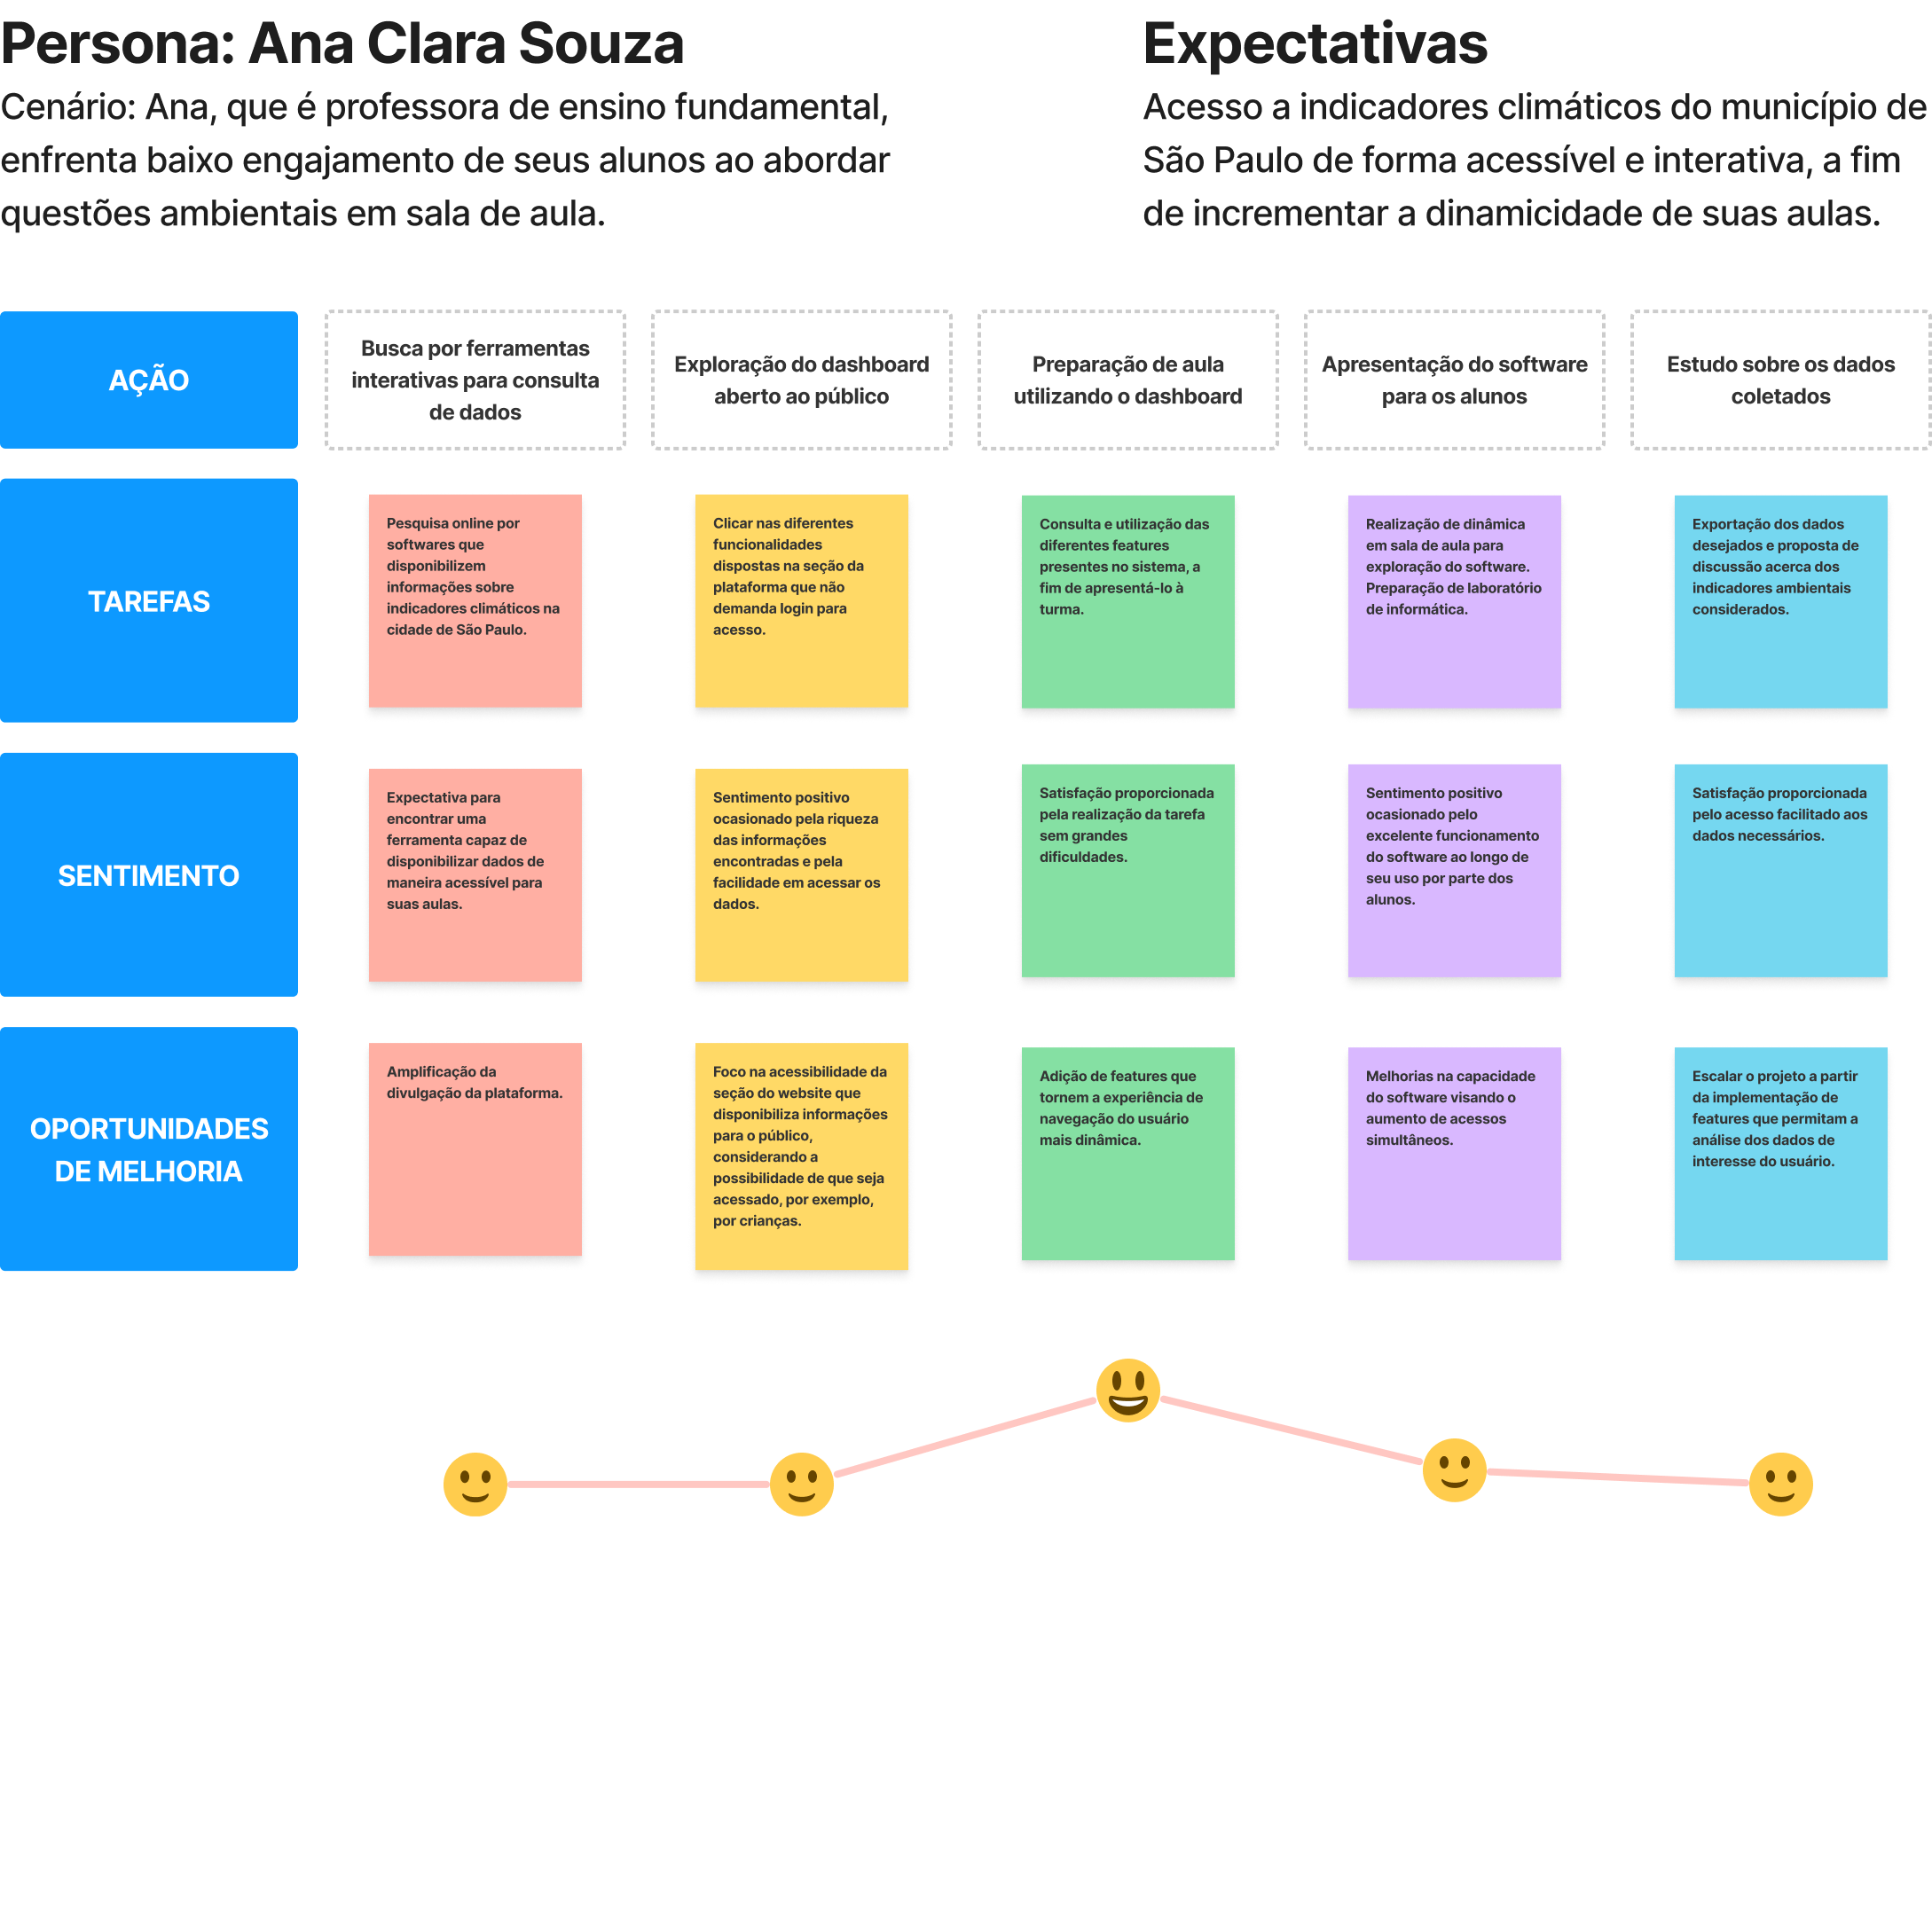 Persona: Ana Clara Souza
Cenário: Ana, que é professora de ensino fundamental,
enfrenta baixo engajamento de seus alunos ao abordar
questões ambientais em sala de aula.
Expectativas
Acesso a indicadores climáticos do município de
São Paulo de forma acessível e interativa, a fim
de incrementar a dinamicidade de suas aulas.
AÇÃO
Busca por ferramentas
interativas para consulta
de dados
Exploração do dashboard
aberto ao público
Preparação de aula
utilizando o dashboard
Apresentação do software
para os alunos
Estudo sobre os dados
coletados
TAREFAS
Pesquisa online por
softwares que
disponibilizem
informações sobre
indicadores climáticos na
cidade de São Paulo.
Clicar nas diferentes
funcionalidades
dispostas na seção da
plataforma que não
demanda login para
acesso.
Consulta e utilização das
diferentes features
presentes no sistema, a
fim de apresentá-lo à
turma.
Realização de dinâmica
em sala de aula para
exploração do software.
Preparação de laboratório
de informática.
Exportação dos dados
desejados e proposta de
discussão acerca dos
indicadores ambientais
considerados.
SENTIMENTO
Expectativa para
encontrar uma
ferramenta capaz de
disponibilizar dados de
maneira acessível para
suas aulas.
Sentimento positivo
ocasionado pela riqueza
das informações
encontradas e pela
facilidade em acessar os
dados.
Satisfação proporcionada
pela realização da tarefa
sem grandes
dificuldades.
Sentimento positivo
ocasionado pelo
excelente funcionamento
do software ao longo de
seu uso por parte dos
alunos.
Satisfação proporcionada
pelo acesso facilitado aos
dados necessários.
OPORTUNIDADES
DE MELHORIA
Amplificação da
divulgação da plataforma.
Foco na acessibilidade da
seção do website que
disponibiliza informações
para o público,
considerando a
possibilidade de que seja
acessado, por exemplo,
por crianças.
Adição de features que
tornem a experiência de
navegação do usuário
mais dinâmica.
Melhorias na capacidade
do software visando o
aumento de acessos
simultâneos.
Escalar o projeto a partir
da implementação de
features que permitam a
análise dos dados de
interesse do usuário.